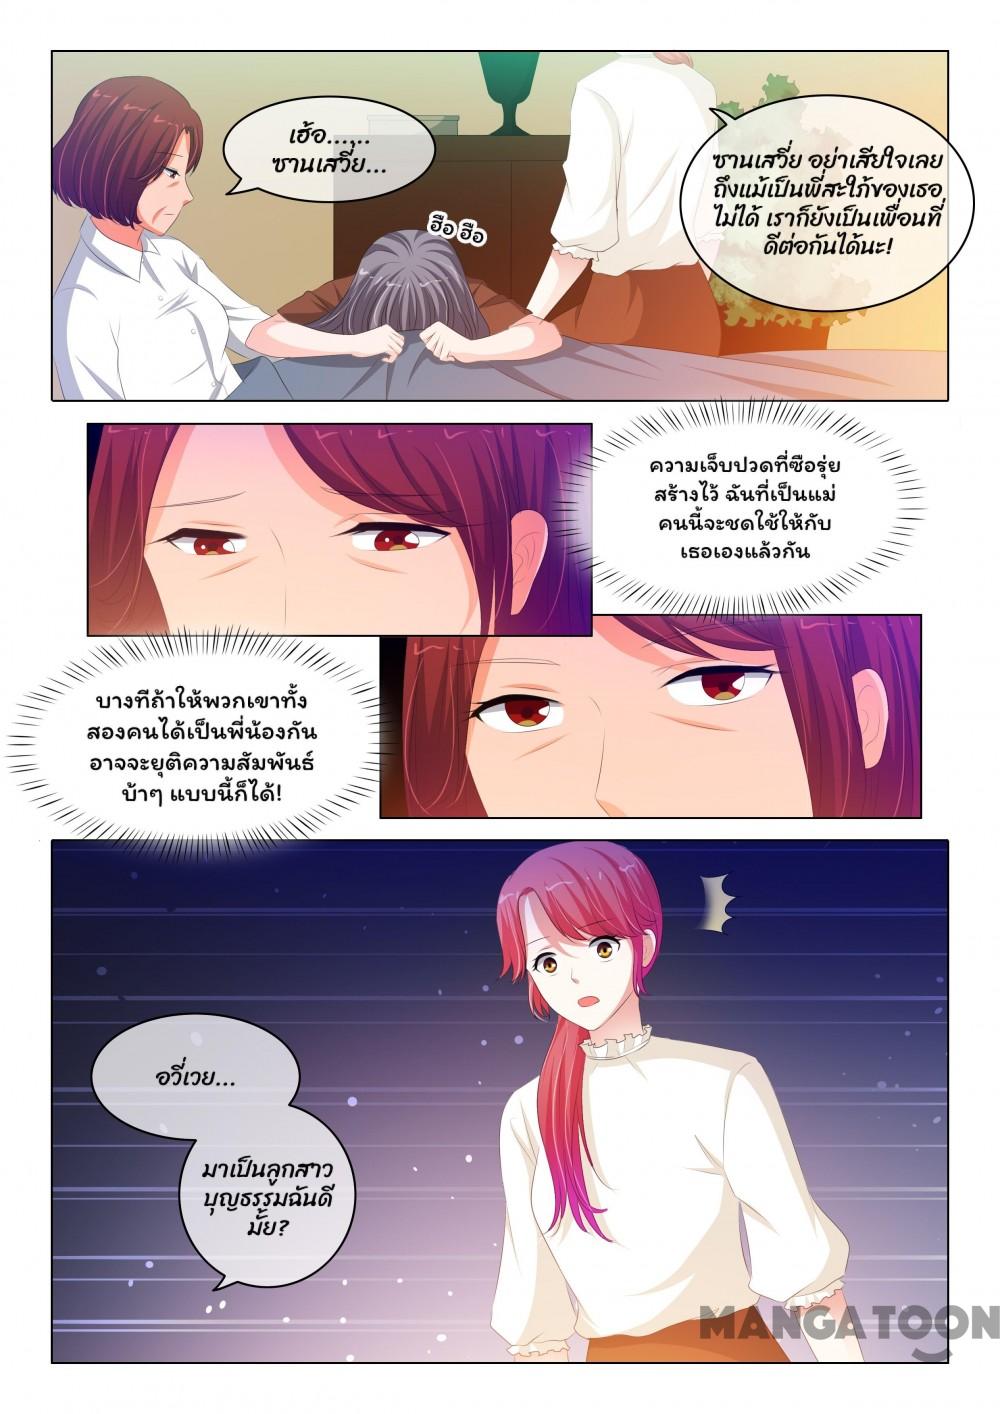 เฮ้อ......
ซานเสวี่ย...
ซานเสวี่ย อย่าเสียใจเลย
ถึงแม้เป็นพี่สะใภ้ของเธอ
ไม่ได้ เราก็ยังเป็นเพื่อนที่
ดีต่อกันได้นะ!
ฮือ ฮือ
ความเจ็บปวดที่ซือรุ่ย
สร้างไว้ ฉันที่เป็นแม่
คนนี้จะชดใช้ให้กับ
เธอเองแล้วกัน
บางทีถ้าให้พวกเขาทั้ง
สองคนได้เป็นพี่น้องกัน
อาจจะยุติความสัมพันธ์
บ้าๆ แบบนี้ก็ได้!
อวี่เวย...
มาเป็นลูกสาว
บุญธรรมฉันดี
มั้ย?
MANGATOON